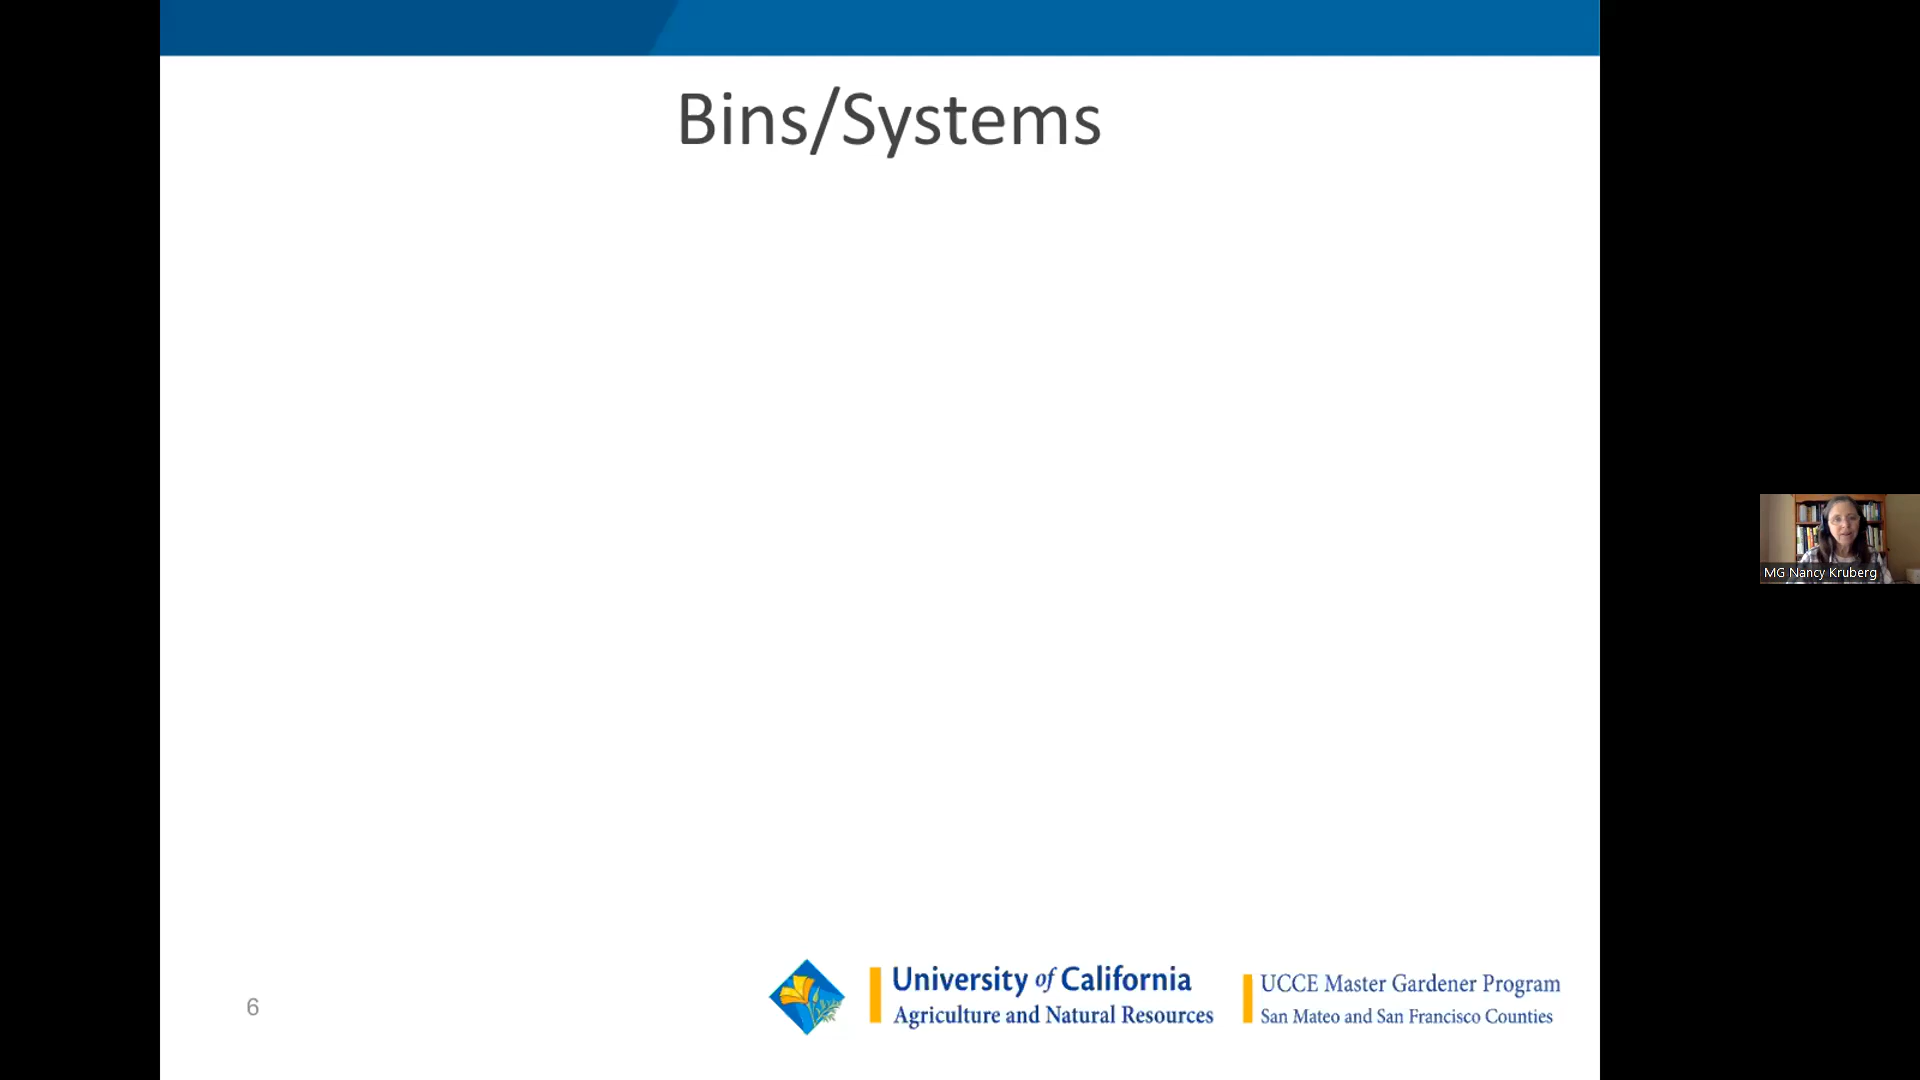 Bins/Systems
MG Nancy Kruberg
University of California
Agriculture and Natural Resources
UCCE Master Gardener Program
San Mateo and San Francisco Counties
6